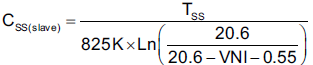 C_SS(slave) = T_SS / (825K × Ln(20.6 / (20.6 − VNI − 0.55)))